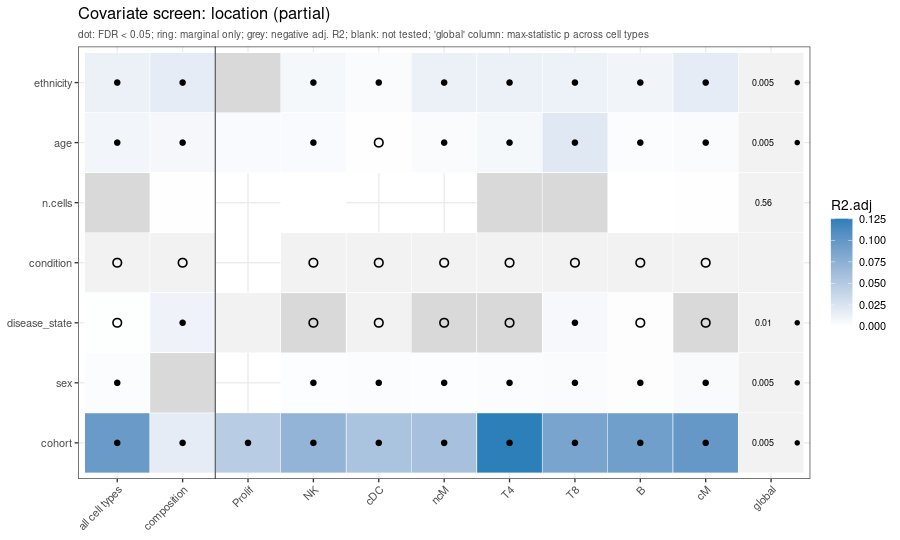 Covariate screen: location (partial)
dot: FDR < 0.05; ring: marginal only; grey: negative adj. R2; blank: not tested; 'global' column: max-statistic p across cell types
ethnicity
0.005
age
0.005
n.cells
0.56
condition
disease_state
0.01
sex
0.005
cohort
0.005
all cell types
composition
Prolif
NK
cDC
ncM
T4
T8
B
cM
global
R2.adj
0.125
0.100
0.075
0.050
0.025
0.000